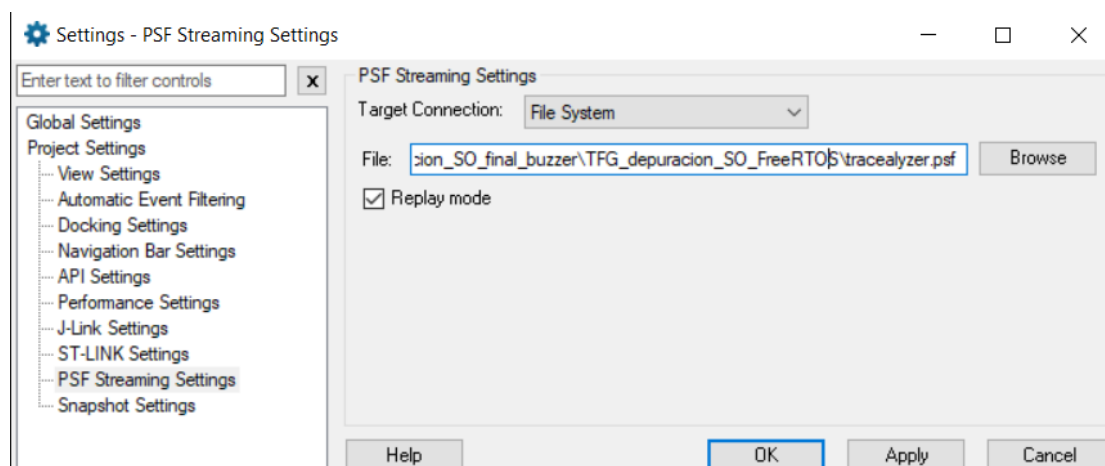 Settings - PSF Streaming Settings
Enter text to filter controls
x
Global Settings
Project Settings
View Settings
Automatic Event Filtering
Docking Settings
Navigation Bar Settings
API Settings
Performance Settings
J-Link Settings
ST-LINK Settings
PSF Streaming Settings
Snapshot Settings
PSF Streaming Settings
Target Connection: File System
File: cion_SO_final_buzzer\TFG_depuracion_SO_FreeRTOS\tracealyzer.psf Browse
Replay mode
Help OK Apply Cancel